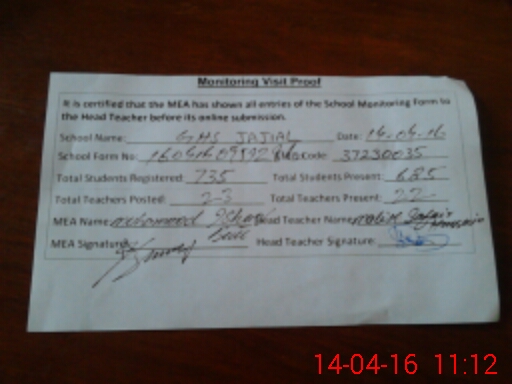 Monitoring Visit Proof
It is certified that the MEA has shown all entries of the School Monitoring Form to
the Head Teacher before its online submission.
School Name: GHS JAJIAL Date: 14-04-16
School Form No: EMIS Code: 37230035
Total Students Registered: 735 Total Students Present: 685
Total Teachers Posted: 23 Total Teachers Present: 22
MEA Name: Head Teacher Name:
MEA Signature: Head Teacher Signature:
14-04-16 11:12